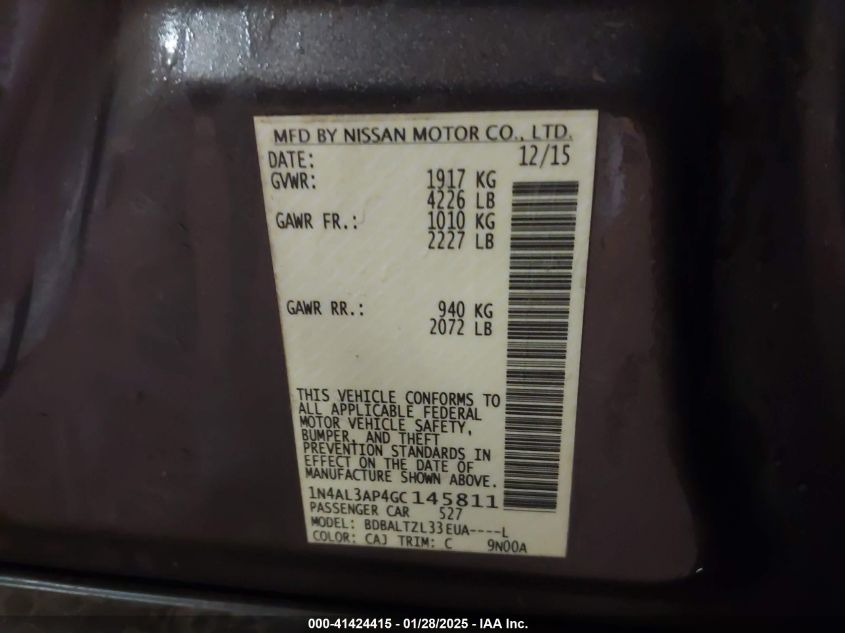 MFD BY NISSAN MOTOR CO., LTD.
DATE: 12/15
GVWR: 1917 KG
4226 LB
GAWR FR.: 1010 KG
2227 LB
GAWR RR.: 940 KG
2072 LB
THIS VEHICLE CONFORMS TO
ALL APPLICABLE FEDERAL
MOTOR VEHICLE SAFETY,
BUMPER, AND THEFT
PREVENTION STANDARDS IN
EFFECT ON THE DATE OF
MANUFACTURE SHOWN ABOVE.
1N4AL3AP4GC145811
PASSENGER CAR 527
MODEL: BDBALTZL33EUA----L
COLOR: CAJ TRIM: C 9N00A
000-41424415 - 01/28/2025 - IAA Inc.